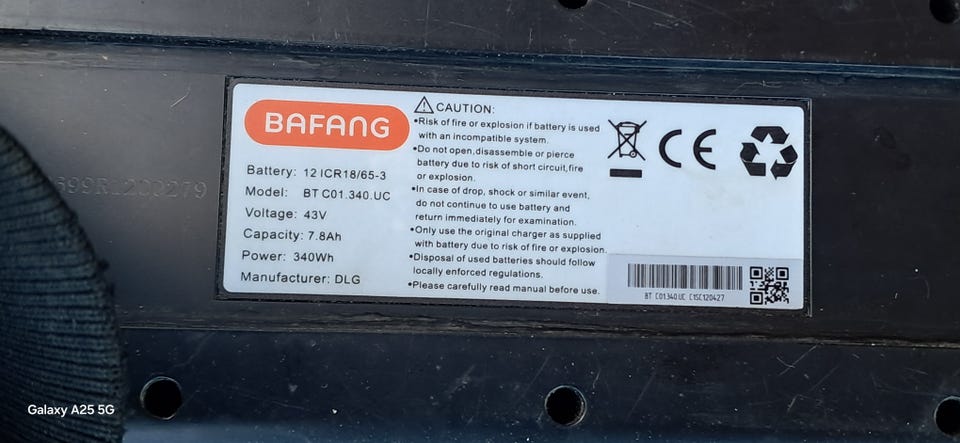 BAFANG
Battery: 12 ICR18/65-3
Model: BT C01.340.UC
Voltage: 43V
Capacity: 7.8Ah
Power: 340Wh
Manufacturer: DLG
CAUTION:
•Risk of fire or explosion if battery is used
with an incompatible system.
•Do not open,disassemble or pierce
battery due to risk of short circuit,fire
or explosion.
•In case of drop, shock or similar event,
do not continue to use battery and
return immediately for examination.
•Only use the original charger as supplied
with battery due to risk of fire or explosion.
•Disposal of used batteries should follow
locally enforced regulations.
•Please carefully read manual before use.
CE
BT C01.340.UC C1SC120427
Galaxy A25 5G